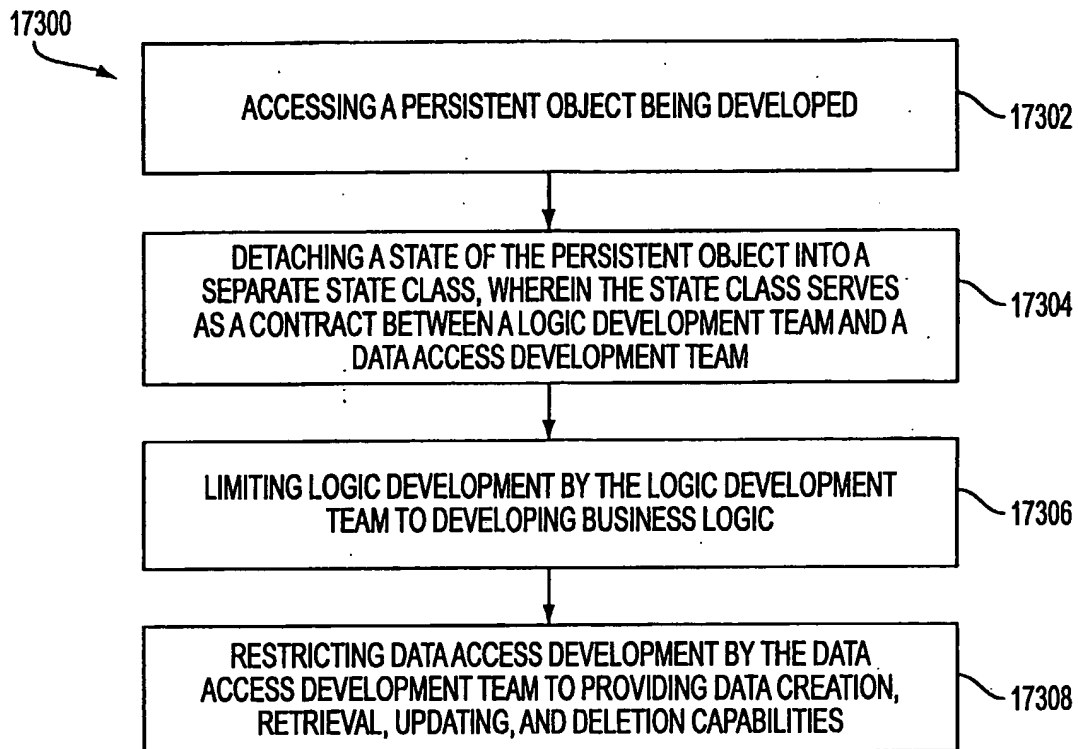 17300
ACCESSING A PERSISTENT OBJECT BEING DEVELOPED
17302
DETACHING A STATE OF THE PERSISTENT OBJECT INTO A
SEPARATE STATE CLASS, WHEREIN THE STATE CLASS SERVES
AS A CONTRACT BETWEEN A LOGIC DEVELOPMENT TEAM AND A
DATA ACCESS DEVELOPMENT TEAM
17304
LIMITING LOGIC DEVELOPMENT BY THE LOGIC DEVELOPMENT
TEAM TO DEVELOPING BUSINESS LOGIC
17306
RESTRICTING DATA ACCESS DEVELOPMENT BY THE DATA
ACCESS DEVELOPMENT TEAM TO PROVIDING DATA CREATION,
RETRIEVAL, UPDATING, AND DELETION CAPABILITIES
17308